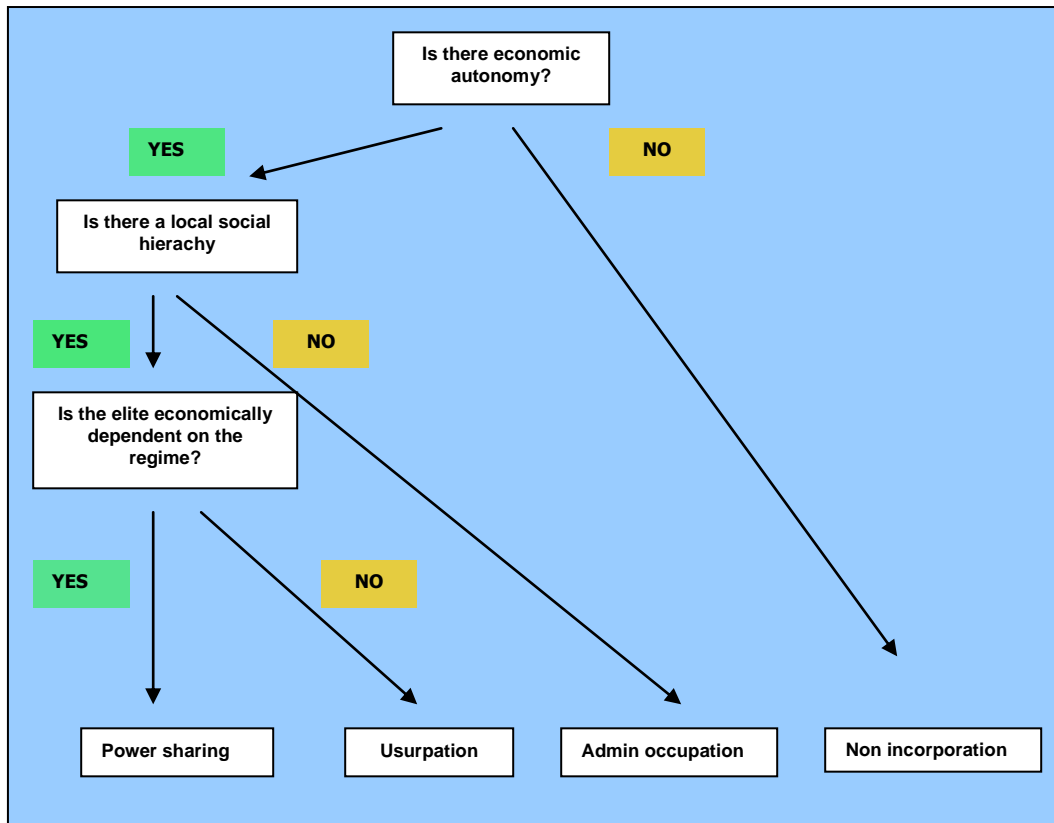 Is there economic
autonomy?
YES
NO
Is there a local social
hierachy
YES
NO
Is the elite economically
dependent on the
regime?
YES
NO
Power sharing
Usurpation
Admin occupation
Non incorporation